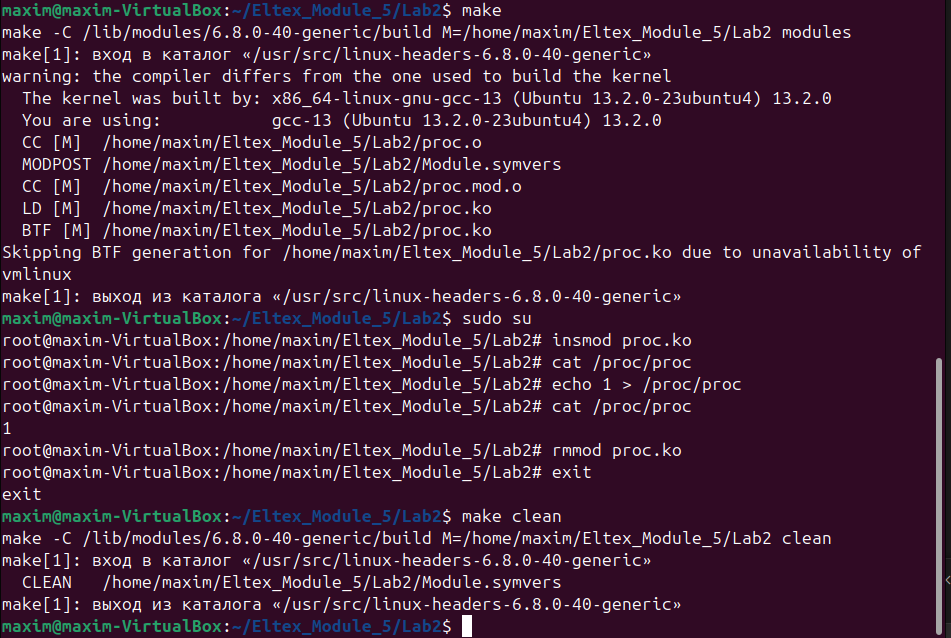 maxim@maxim-VirtualBox:~/Eltex_Module_5/Lab2$ make
make -C /lib/modules/6.8.0-40-generic/build M=/home/maxim/Eltex_Module_5/Lab2 modules
make[1]: вход в каталог «/usr/src/linux-headers-6.8.0-40-generic»
warning: the compiler differs from the one used to build the kernel
  The kernel was built by: x86_64-linux-gnu-gcc-13 (Ubuntu 13.2.0-23ubuntu4) 13.2.0
  You are using:           gcc-13 (Ubuntu 13.2.0-23ubuntu4) 13.2.0
  CC [M]  /home/maxim/Eltex_Module_5/Lab2/proc.o
  MODPOST /home/maxim/Eltex_Module_5/Lab2/Module.symvers
  CC [M]  /home/maxim/Eltex_Module_5/Lab2/proc.mod.o
  LD [M]  /home/maxim/Eltex_Module_5/Lab2/proc.ko
  BTF [M] /home/maxim/Eltex_Module_5/Lab2/proc.ko
Skipping BTF generation for /home/maxim/Eltex_Module_5/Lab2/proc.ko due to unavailability of
vmlinux
make[1]: выход из каталога «/usr/src/linux-headers-6.8.0-40-generic»
maxim@maxim-VirtualBox:~/Eltex_Module_5/Lab2$ sudo su
root@maxim-VirtualBox:/home/maxim/Eltex_Module_5/Lab2# insmod proc.ko
root@maxim-VirtualBox:/home/maxim/Eltex_Module_5/Lab2# cat /proc/proc
root@maxim-VirtualBox:/home/maxim/Eltex_Module_5/Lab2# echo 1 > /proc/proc
root@maxim-VirtualBox:/home/maxim/Eltex_Module_5/Lab2# cat /proc/proc
1
root@maxim-VirtualBox:/home/maxim/Eltex_Module_5/Lab2# rmmod proc.ko
root@maxim-VirtualBox:/home/maxim/Eltex_Module_5/Lab2# exit
exit
maxim@maxim-VirtualBox:~/Eltex_Module_5/Lab2$ make clean
make -C /lib/modules/6.8.0-40-generic/build M=/home/maxim/Eltex_Module_5/Lab2 clean
make[1]: вход в каталог «/usr/src/linux-headers-6.8.0-40-generic»
  CLEAN   /home/maxim/Eltex_Module_5/Lab2/Module.symvers
make[1]: выход из каталога «/usr/src/linux-headers-6.8.0-40-generic»
maxim@maxim-VirtualBox:~/Eltex_Module_5/Lab2$